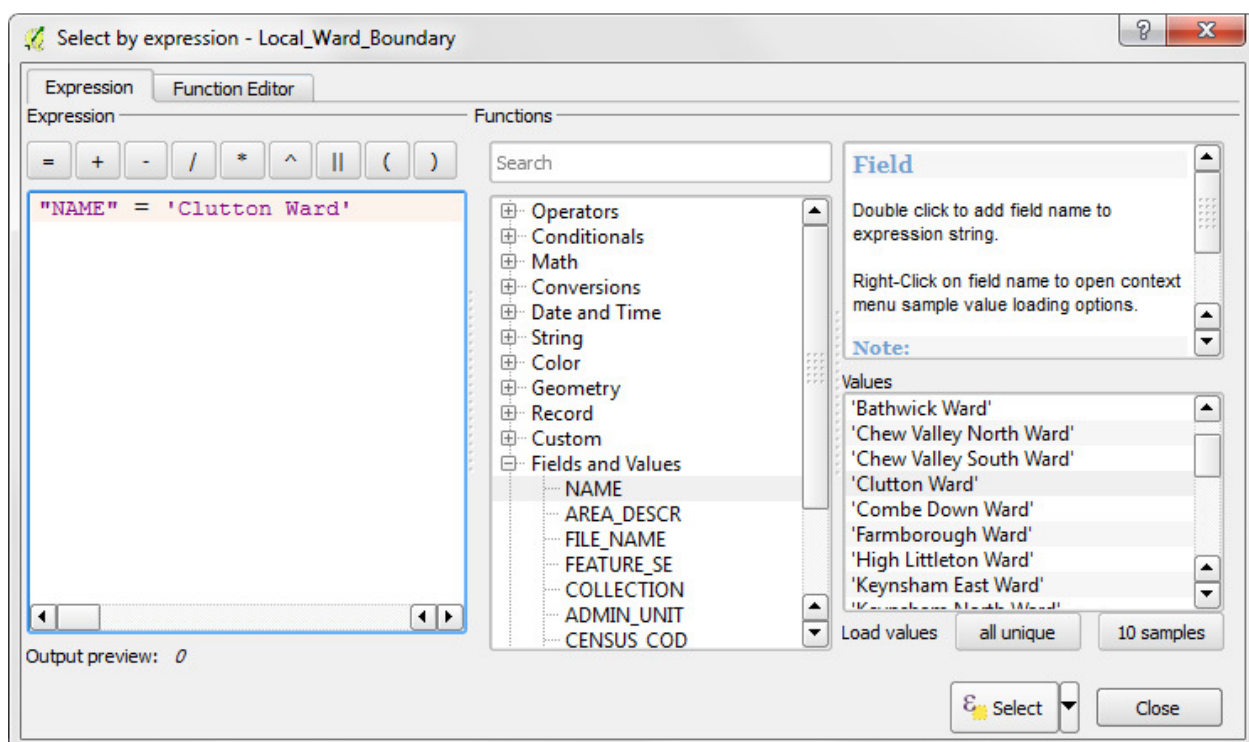 Select by expression - Local_Ward_Boundary
? X
Expression Function Editor
Expression
= + - / * ^ || ( )
"NAME" = 'Clutton Ward'
Output preview: 0
Functions
Search
Operators
Conditionals
Math
Conversions
Date and Time
String
Color
Geometry
Record
Custom
Fields and Values
NAME
AREA_DESCR
FILE_NAME
FEATURE_SE
COLLECTION
ADMIN_UNIT
CENSUS_COD
Field
Double click to add field name to
expression string.
Right-Click on field name to open context
menu sample value loading options.
Note:
Values
'Bathwick Ward'
'Chew Valley North Ward'
'Chew Valley South Ward'
'Clutton Ward'
'Combe Down Ward'
'Farmborough Ward'
'High Littleton Ward'
'Keynsham East Ward'
'Keynsham North Ward'
Load values all unique 10 samples
Select Close